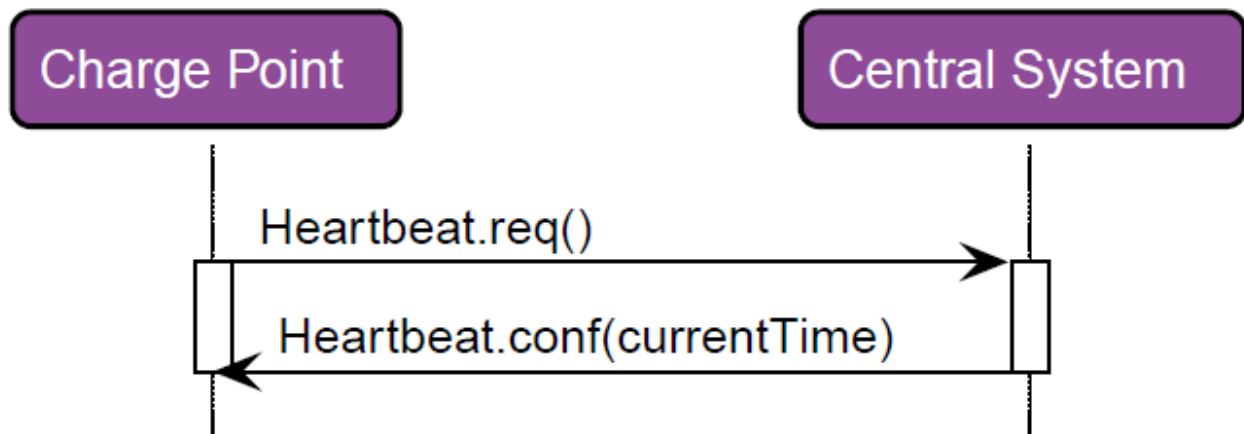 Charge Point
Central System
Heartbeat.req()
Heartbeat.conf(currentTime)